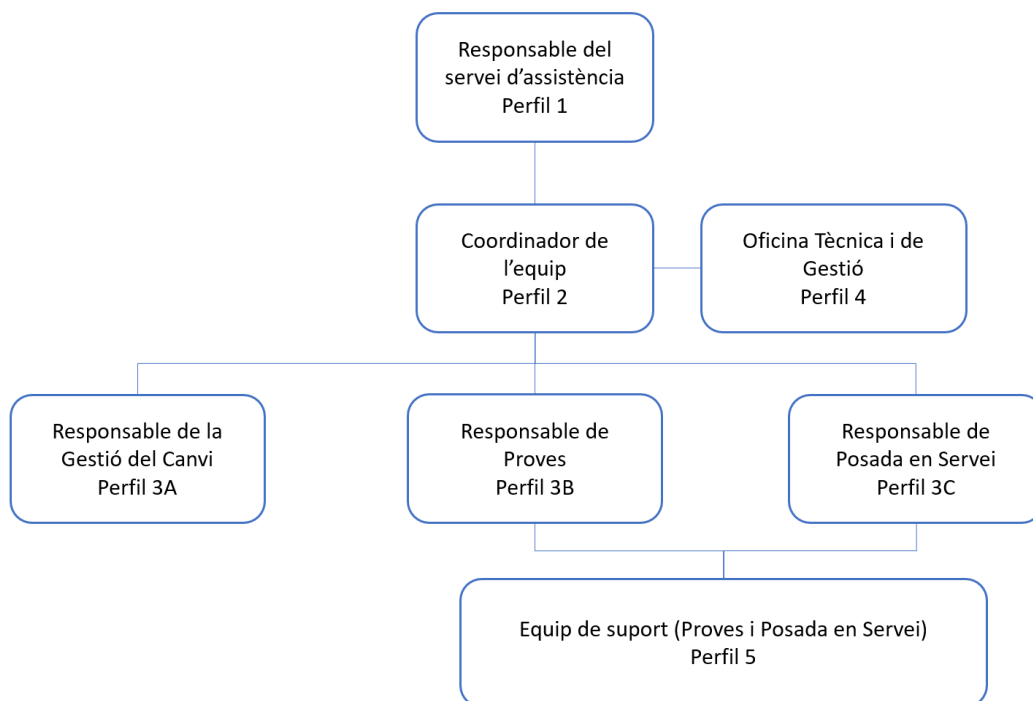 Responsable del
servei d'assistència
Perfil 1
Coordinador de
l'equip
Perfil 2
Oficina Tècnica i de
Gestió
Perfil 4
Responsable de la
Gestió del Canvi
Perfil 3A
Responsable de
Proves
Perfil 3B
Responsable de
Posada en Servei
Perfil 3C
Equip de suport (Proves i Posada en Servei)
Perfil 5